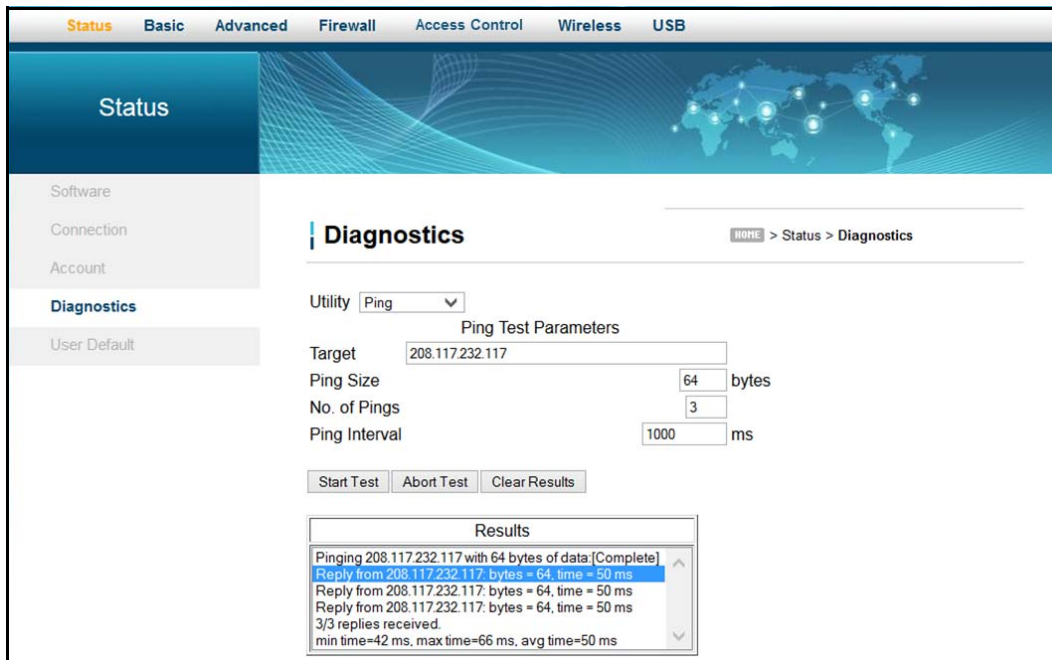 Status Basic Advanced Firewall Access Control Wireless USB
Status
Software
Connection
Account
Diagnostics
User Default
Diagnostics
HOME > Status > Diagnostics
Utility Ping
Ping Test Parameters
Target 208.117.232.117
Ping Size 64 bytes
No. of Pings 3
Ping Interval 1000 ms
Start Test Abort Test Clear Results
Results
Pinging 208.117.232.117 with 64 bytes of data:[Complete]
Reply from 208.117.232.117: bytes = 64, time = 50 ms
Reply from 208.117.232.117: bytes = 64, time = 50 ms
Reply from 208.117.232.117: bytes = 64, time = 50 ms
3/3 replies received.
min time=42 ms, max time=66 ms, avg time=50 ms